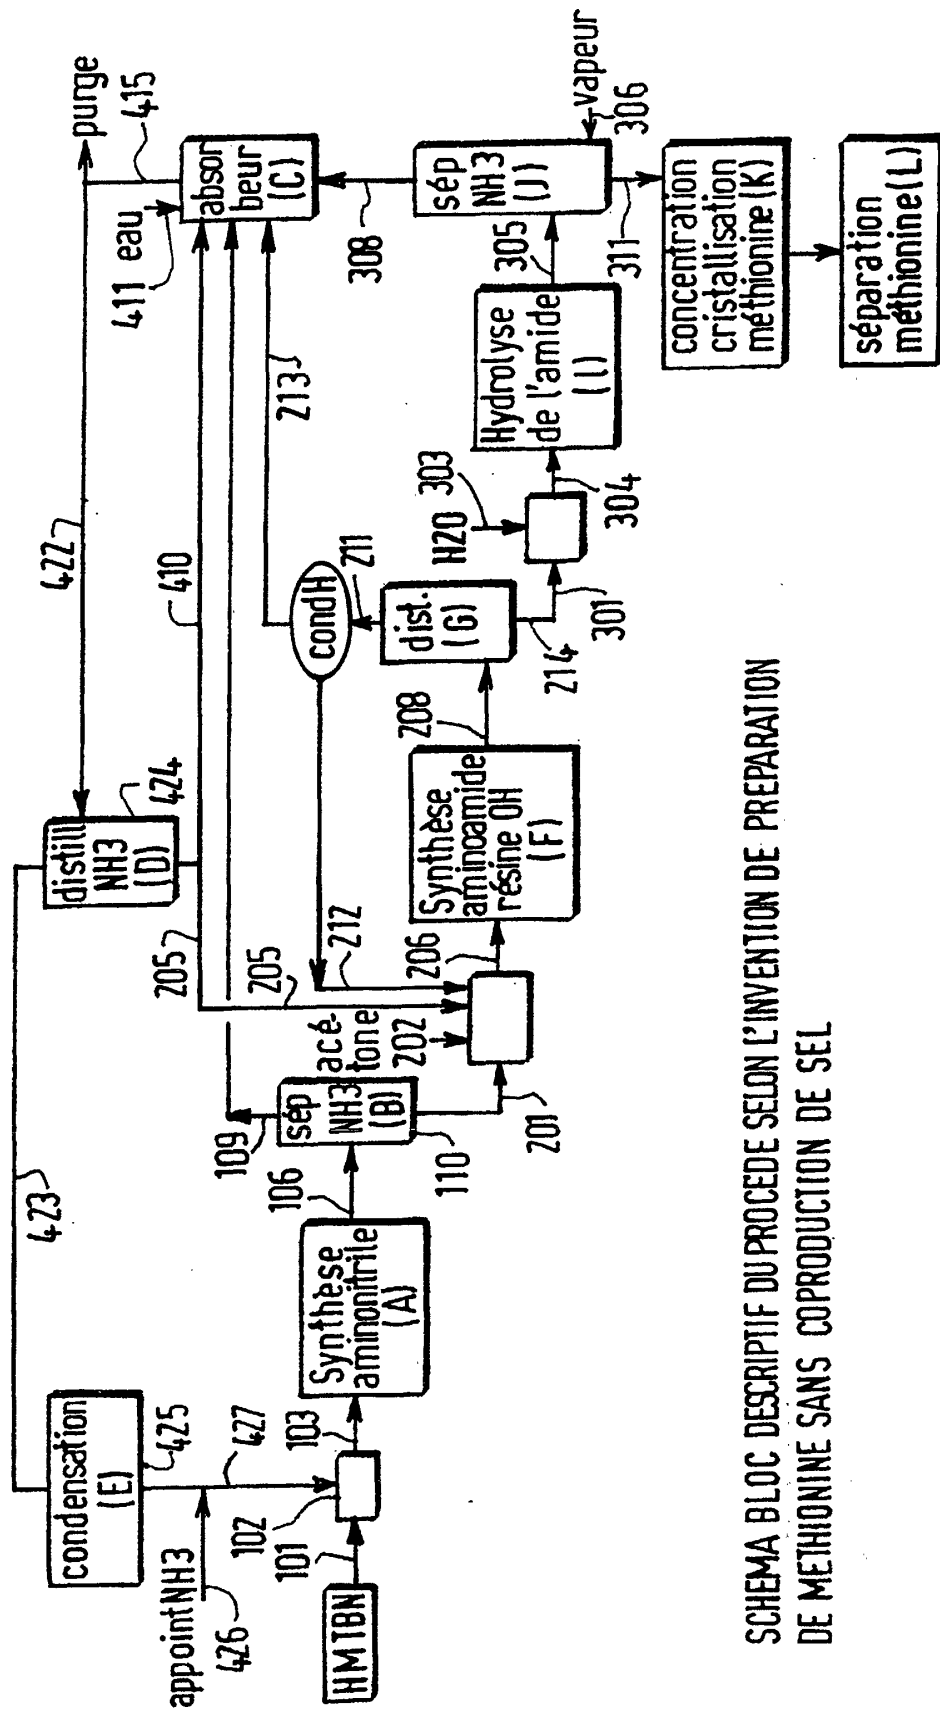 condensation
(E)
425
423
appoint NH3
426
427
HMTBN
101
102
103
Synthèse
aminonitrile
(A)
106
sép
NH3
(B)
109
110
201
acé-
tone
202
205
205
212
206
distill
NH3
(D)
424
422
410
Synthèse
aminoamide
résine OH
(F)
208
dist.
(G)
211
cond H
213
214
301
H2O
303
304
Hydrolyse
de l'amide
(I)
305
sép
NH3
(J)
vapeur
306
308
311
absor
beur
(C)
411
eau
415
purge
concentration
cristallisation
méthionine (K)
séparation
méthionine (L)
SCHEMA BLOC DESCRIPTIF DU PROCEDE SELON L'INVENTION DE PREPARATION
DE METHIONINE SANS COPRODUCTION DE SEL